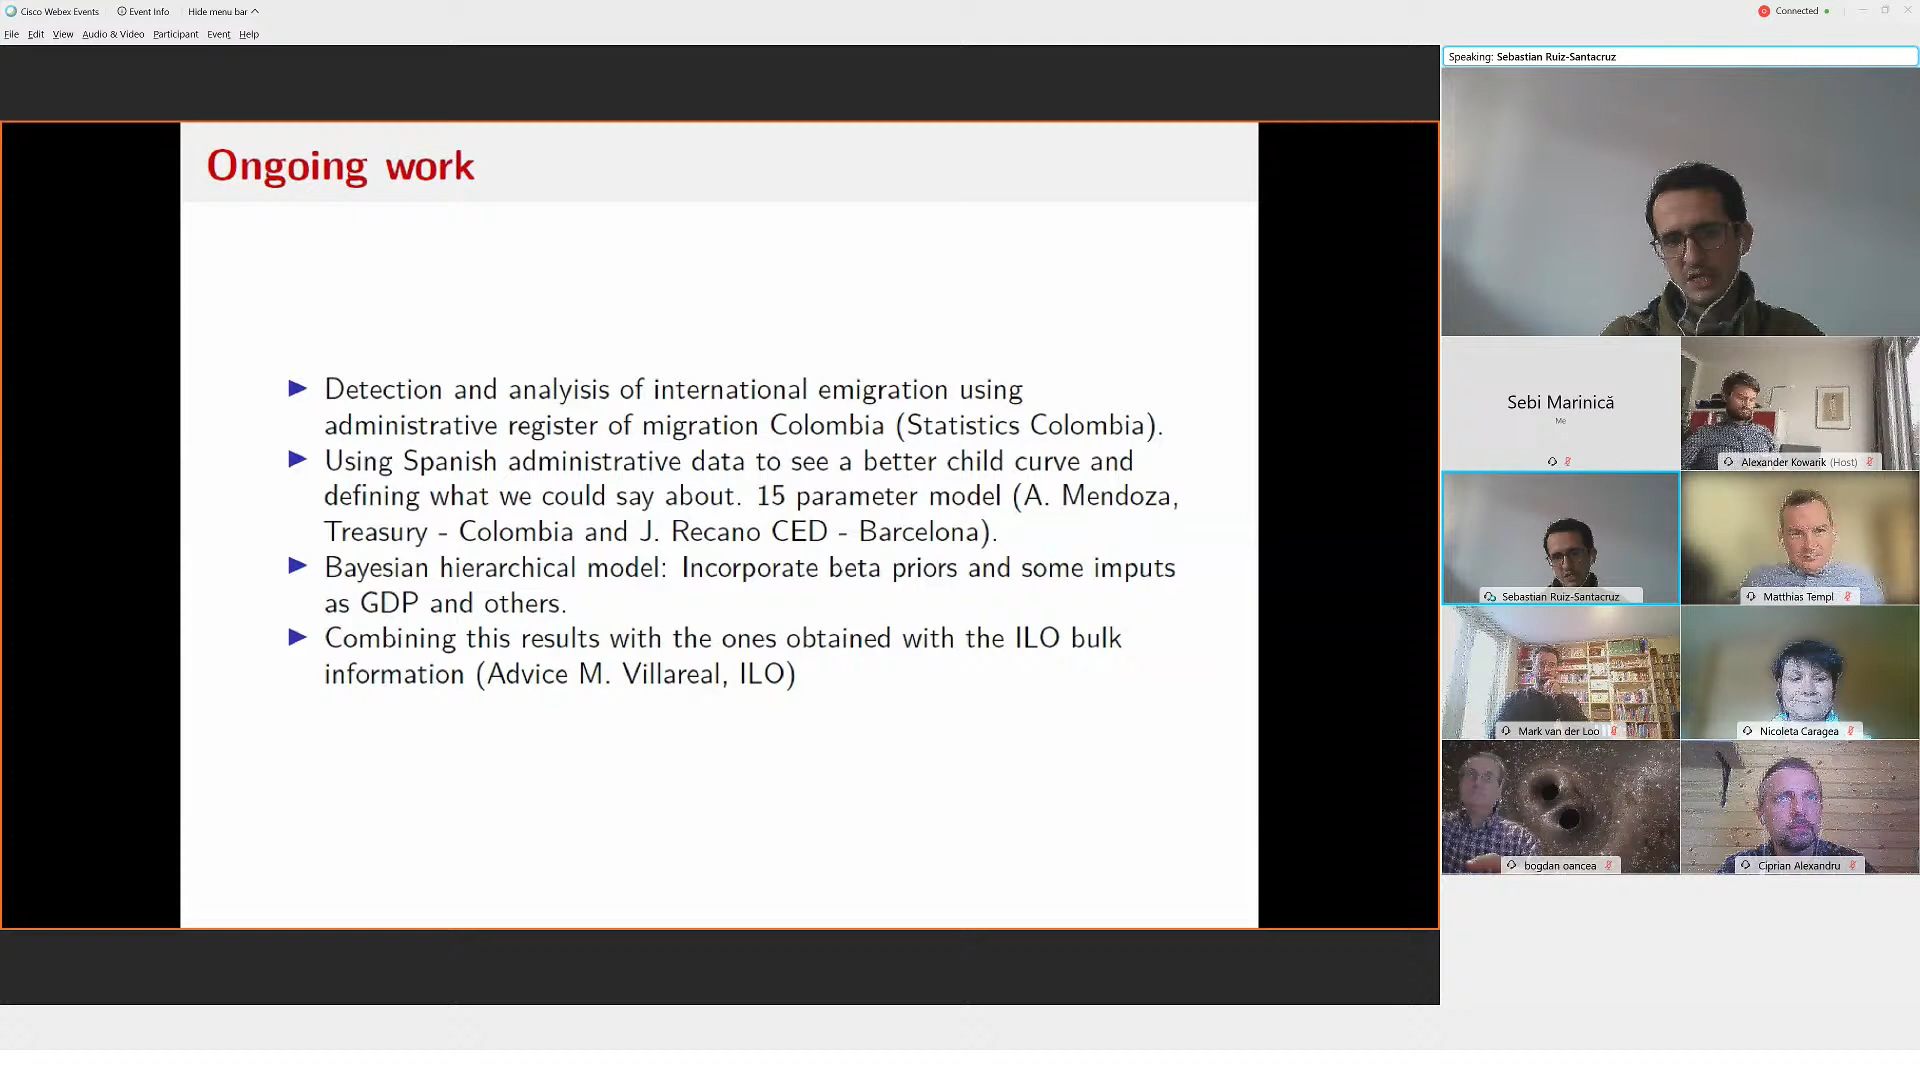 Cisco Webex Events
Event Info
Hide menu bar
Connected
File Edit View Audio & Video Participant Event Help
Speaking: Sebastian Ruiz-Santacruz
Ongoing work
Detection and analyisis of international emigration using
administrative register of migration Colombia (Statistics Colombia).
Using Spanish administrative data to see a better child curve and
defining what we could say about. 15 parameter model (A. Mendoza,
Treasury - Colombia and J. Recano CED - Barcelona).
Bayesian hierarchical model: Incorporate beta priors and some imputs
as GDP and others.
Combining this results with the ones obtained with the ILO bulk
information (Advice M. Villareal, ILO)
Sebi Marinică
Me
Alexander Kowarik (Host)
Sebastian Ruiz-Santacruz
Matthias Templ
Mark van der Loo
Nicoleta Caragea
bogdan oancea
Ciprian Alexandru